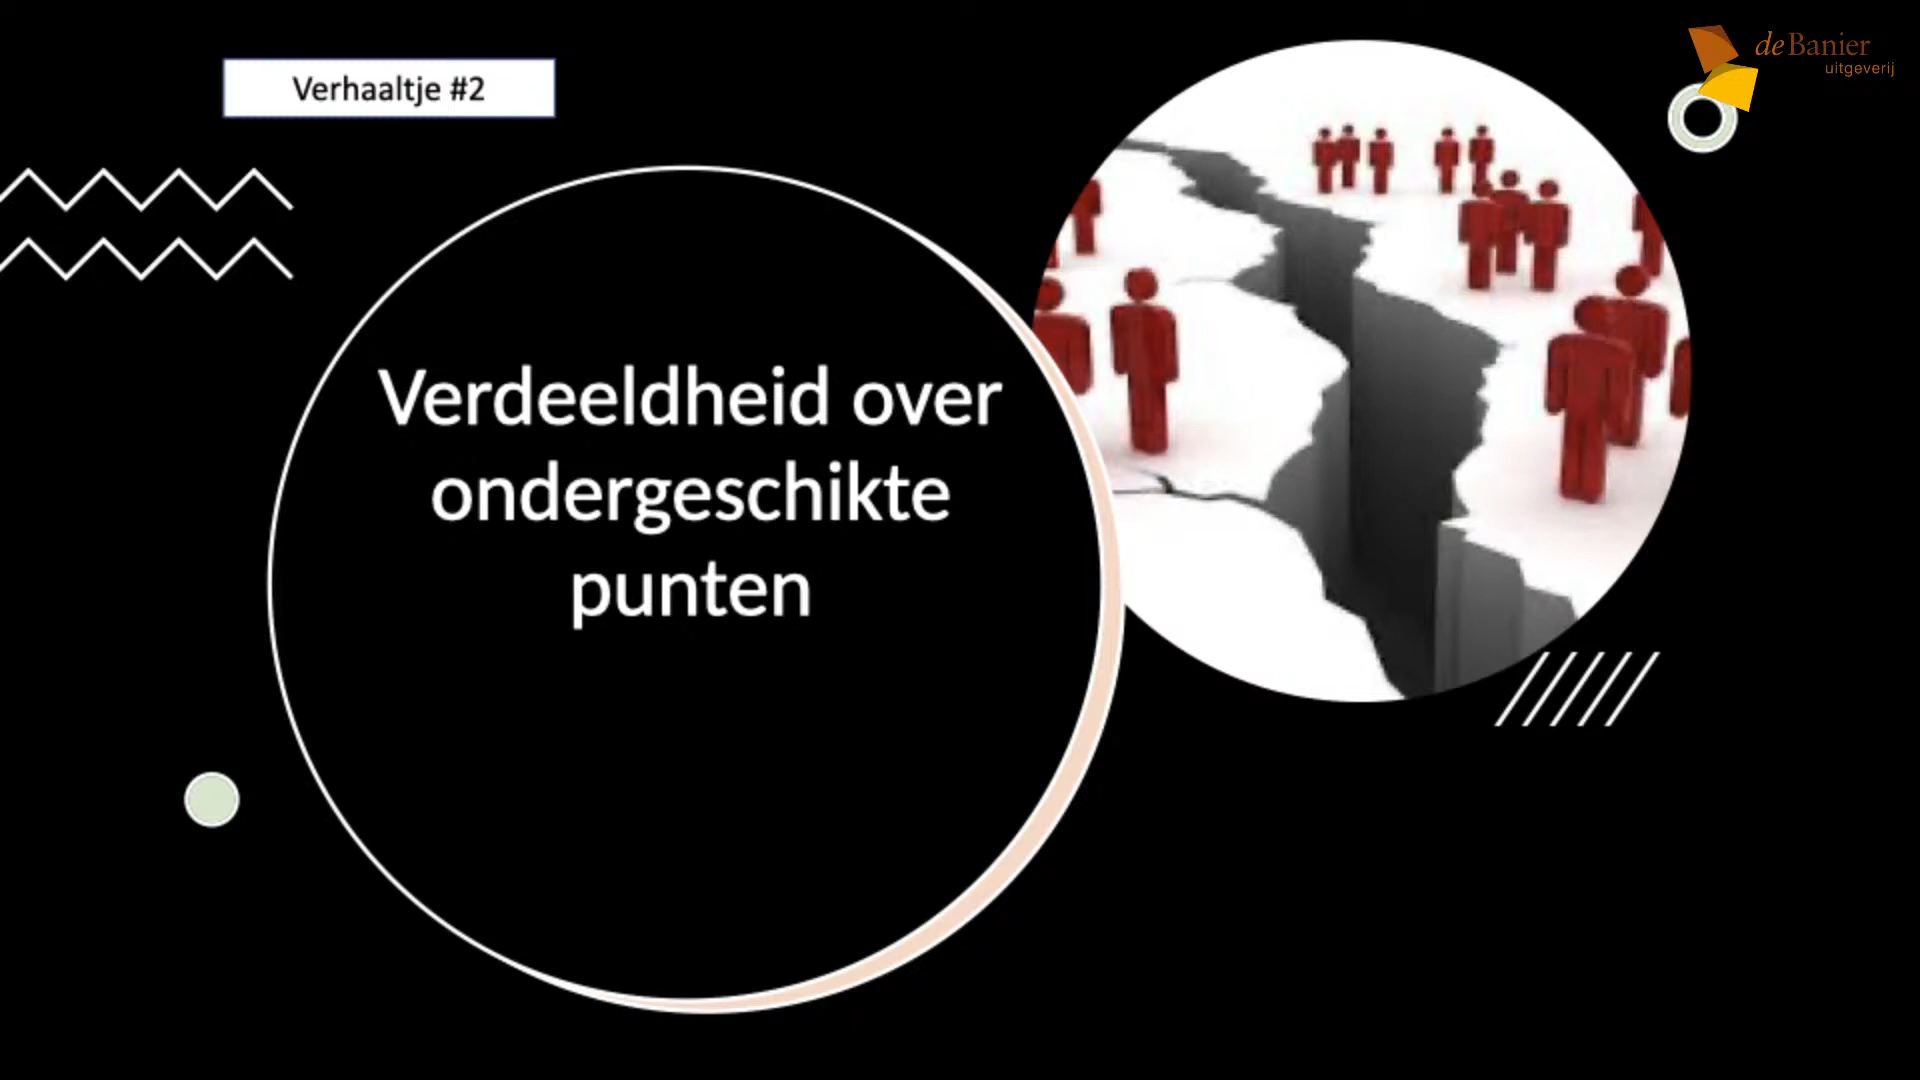 Verhaaltje #2
deBanier
uitgeverij
Verdeeldheid over
ondergeschikte
punten